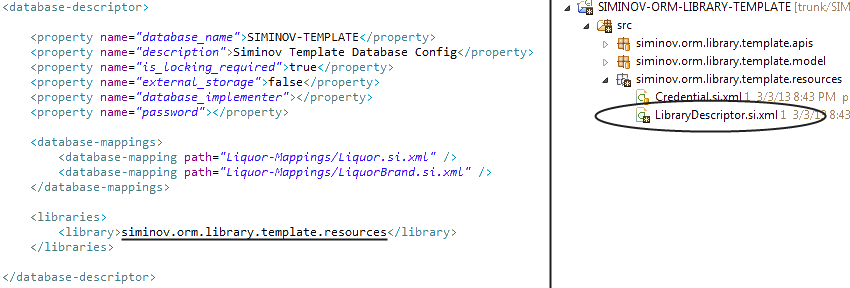 <database-descriptor>
<property name="database_name">SIMINOV-TEMPLATE</property>
<property name="description">Siminov Template Database Config</property>
<property name="is_locking_required">true</property>
<property name="external_storage">false</property>
<property name="database_implementer"></property>
<property name="password"></property>
<database-mappings>
<database-mapping path="Liquor-Mappings/Liquor.si.xml" />
<database-mapping path="Liquor-Mappings/LiquorBrand.si.xml" />
</database-mappings>
<libraries>
<library>siminov.orm.library.template.resources</library>
</libraries>
</database-descriptor>
SIMINOV-ORM-LIBRARY-TEMPLATE [trunk/SIM
src
siminov.orm.library.template.apis
siminov.orm.library.template.model
siminov.orm.library.template.resources
Credential.si.xml 1 3/3/13 8:43 PM p
LibraryDescriptor.si.xml 1 3/3/13 8:43